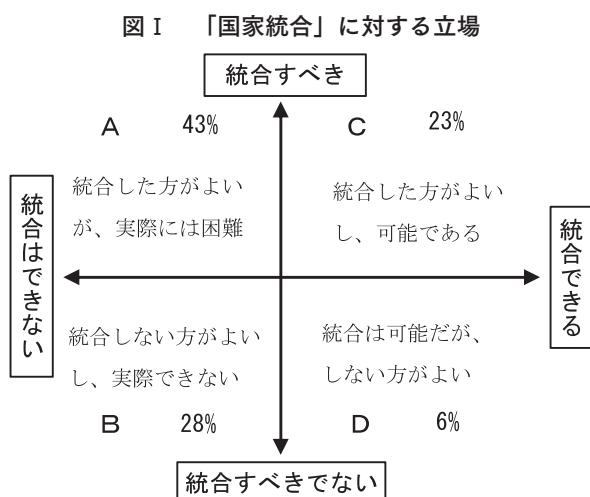 図Ⅰ 「国家統合」に対する立場
統合すべき
A 43%
C 23%
統合した方がよい
が、実際には困難
統合した方がよい
し、可能である
統合はできない
統合できる
統合しない方がよい
し、実際できない
統合は可能だが、
しない方がよい
B 28%
D 6%
統合すべきでない